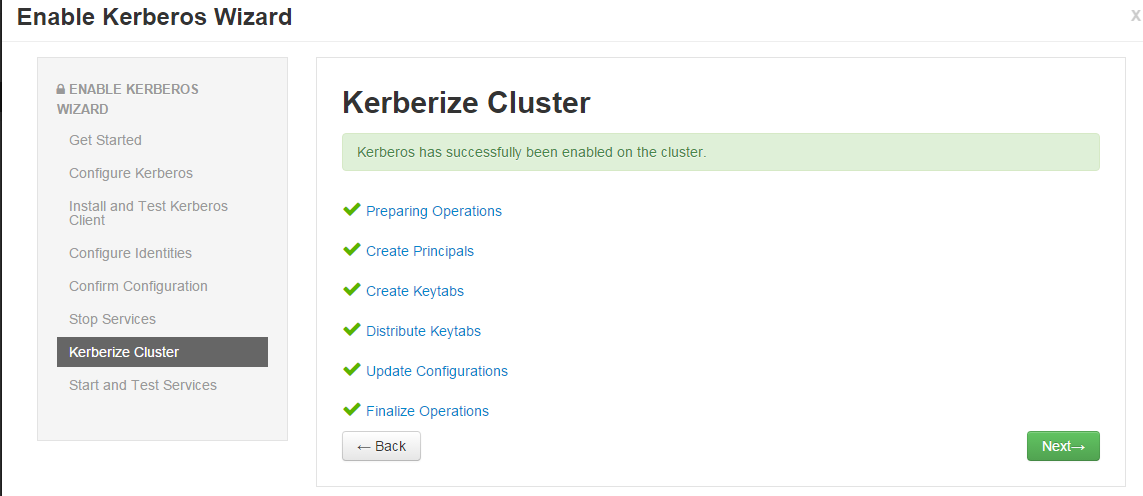 Enable Kerberos Wizard
x
ENABLE KERBEROS
WIZARD
Get Started
Configure Kerberos
Install and Test Kerberos
Client
Configure Identities
Confirm Configuration
Stop Services
Kerberize Cluster
Start and Test Services
Kerberize Cluster
Kerberos has successfully been enabled on the cluster.
Preparing Operations
Create Principals
Create Keytabs
Distribute Keytabs
Update Configurations
Finalize Operations
← Back
Next→